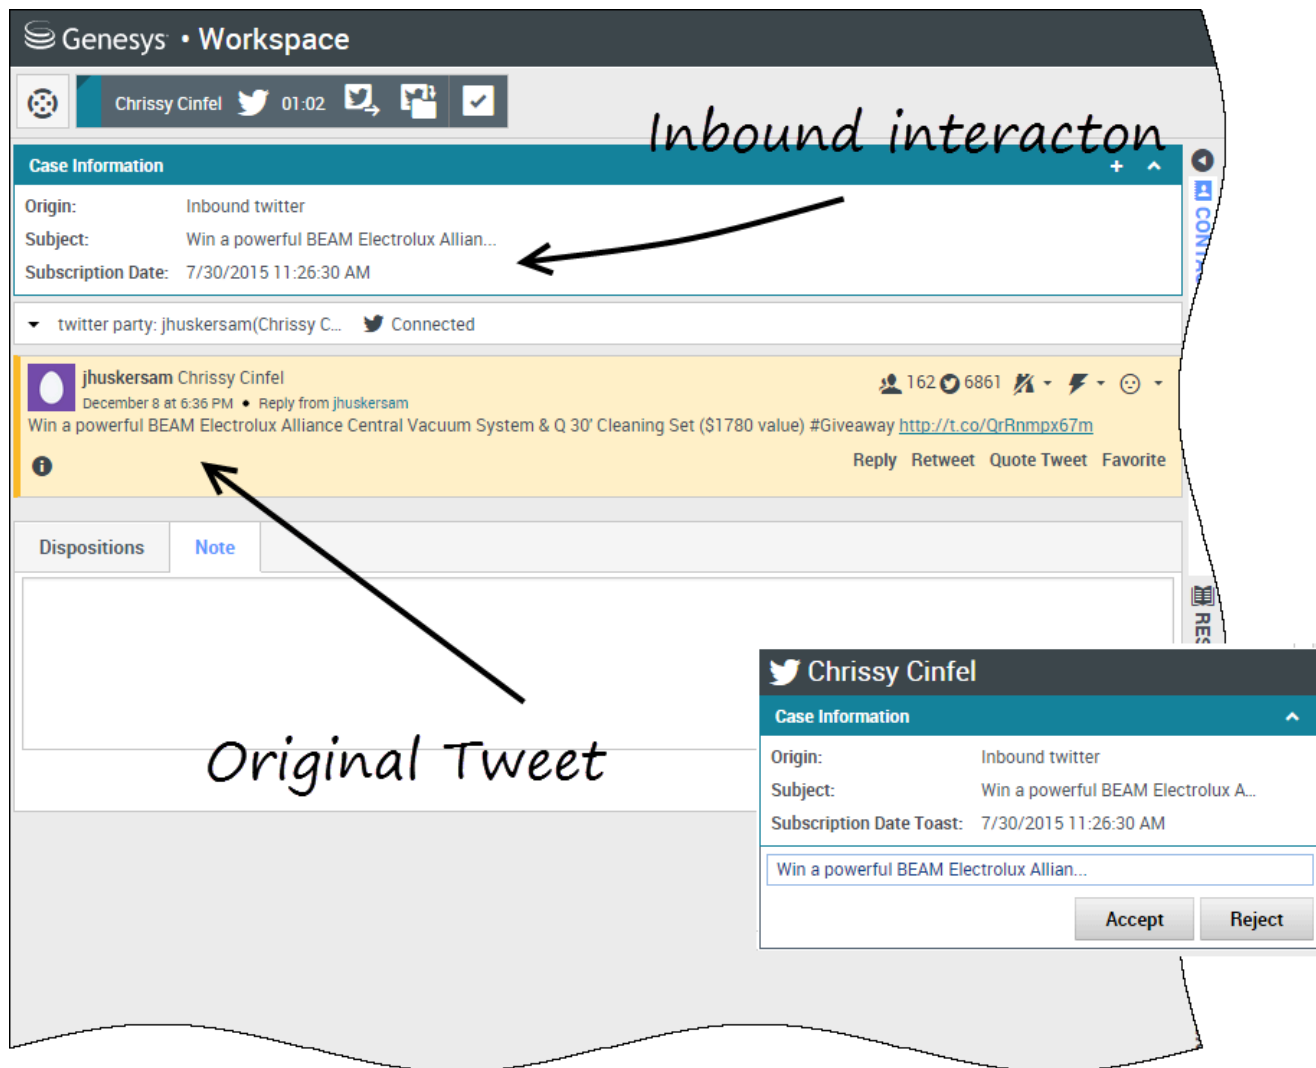 Genesys • Workspace
Chrissy Cinfel 01:02
Inbound interacton
Case Information
Origin: Inbound twitter
Subject: Win a powerful BEAM Electrolux Allian...
Subscription Date: 7/30/2015 11:26:30 AM
twitter party: jhuskersam(Chrissy C... Connected
jhuskersam Chrissy Cinfel 162 6861
December 8 at 6:36 PM • Reply from jhuskersam
Win a powerful BEAM Electrolux Alliance Central Vacuum System & Q 30' Cleaning Set ($1780 value) #Giveaway http://t.co/QrRnmpx67m
Reply Retweet Quote Tweet Favorite
Dispositions Note
Original Tweet
CONTAC
RES
Chrissy Cinfel
Case Information
Origin: Inbound twitter
Subject: Win a powerful BEAM Electrolux A...
Subscription Date Toast: 7/30/2015 11:26:30 AM
Win a powerful BEAM Electrolux Allian...
Accept Reject